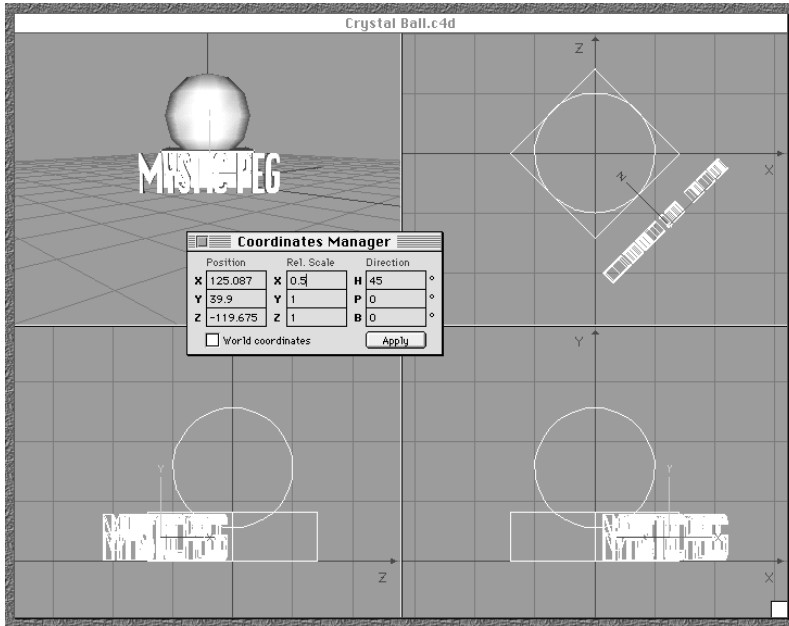 Crystal Ball.c4d
Z
X
MYSTIC PEG
Coordinates Manager
Position Rel. Scale Direction
X 125.087 X 0.5 H 45 °
Y 39.9 Y 1 P 0 °
Z -119.675 Z 1 B 0 °
World coordinates Apply
Y
Y Y
X X
Z X